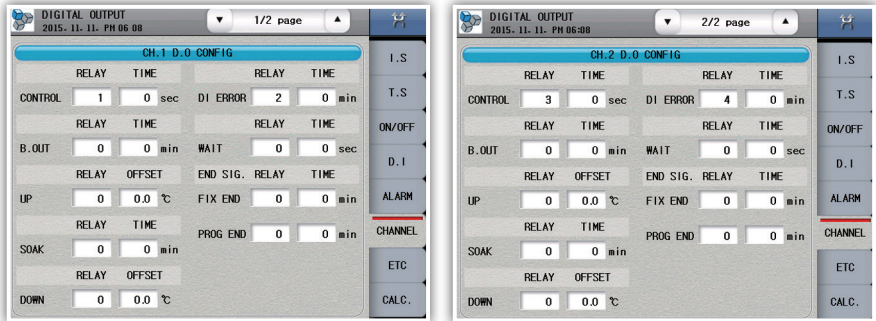 DIGITAL OUTPUT
2015. 11. 11. PM 06 08
▼ 1/2 page ▲
CH.1 D.O CONFIG
RELAY TIME RELAY TIME
CONTROL 1 0 sec DI ERROR 2 0 min
RELAY TIME RELAY TIME
B.OUT 0 0 min WAIT 0 0 sec
RELAY OFFSET END SIG. RELAY TIME
UP 0 0.0 ℃ FIX END 0 0 min
RELAY TIME
PROG END 0 0 min
SOAK 0 0 min
RELAY OFFSET
DOWN 0 0.0 ℃
I.S
T.S
ON/OFF
D.I
ALARM
CHANNEL
ETC
CALC.
DIGITAL OUTPUT
2015. 11. 11. PM 06:08
▼ 2/2 page ▲
CH.2 D.O CONFIG
RELAY TIME RELAY TIME
CONTROL 3 0 sec DI ERROR 4 0 min
RELAY TIME RELAY TIME
B.OUT 0 0 min WAIT 0 0 sec
RELAY OFFSET END SIG. RELAY TIME
UP 0 0.0 ℃ FIX END 0 0 min
RELAY TIME
PROG END 0 0 min
SOAK 0 0 min
RELAY OFFSET
DOWN 0 0.0 ℃
I.S
T.S
ON/OFF
D.I
ALARM
CHANNEL
ETC
CALC.